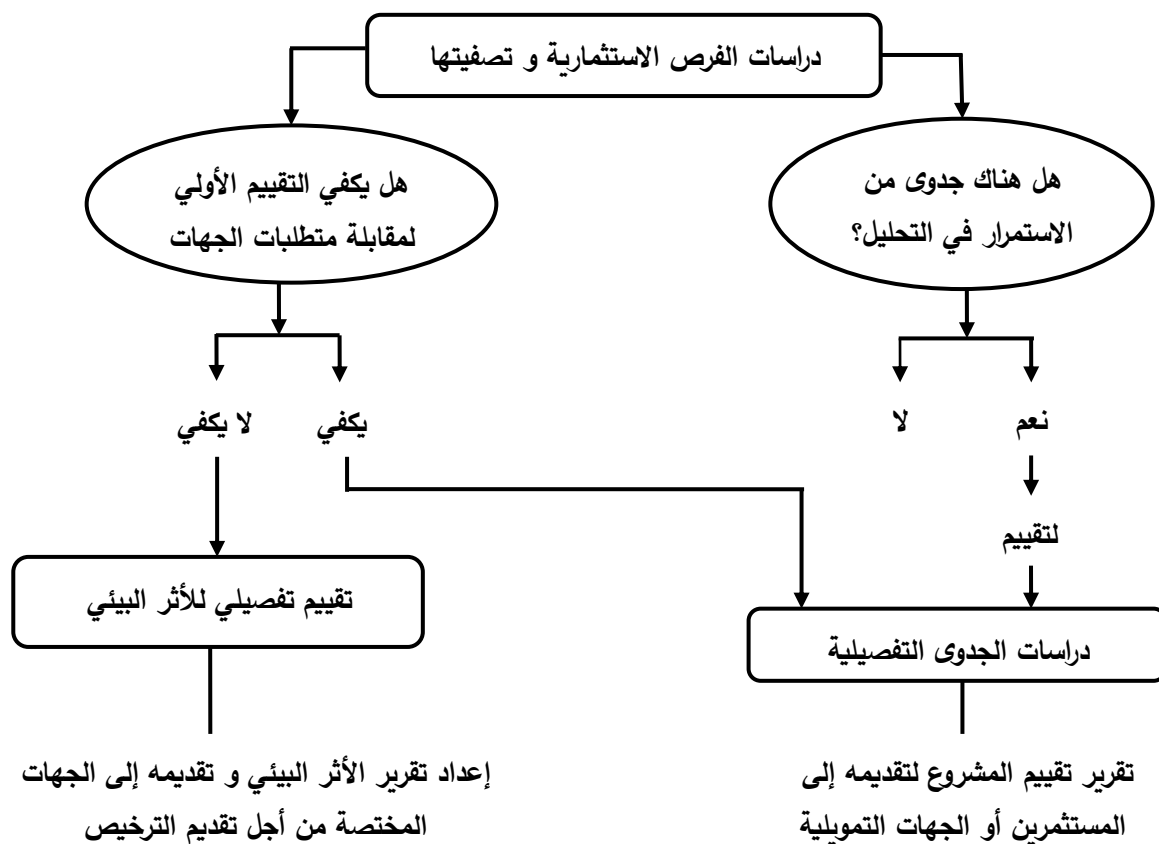 دراسات الفرص الاستثمارية و تصفيتها
هل هناك جدوى من
الاستمرار في التحليل؟
هل يكفي التقييم الأولي
لمقابلة متطلبات الجهات
نعم
لا
يكفي
لا يكفي
لتقييم
دراسات الجدوى التفصيلية
تقييم تفصيلي للأثر البيئي
تقرير تقييم المشروع لتقديمه إلى
المستثمرين أو الجهات التمويلية
إعداد تقرير الأثر البيئي و تقديمه إلى الجهات
المختصة من أجل تقديم الترخيص